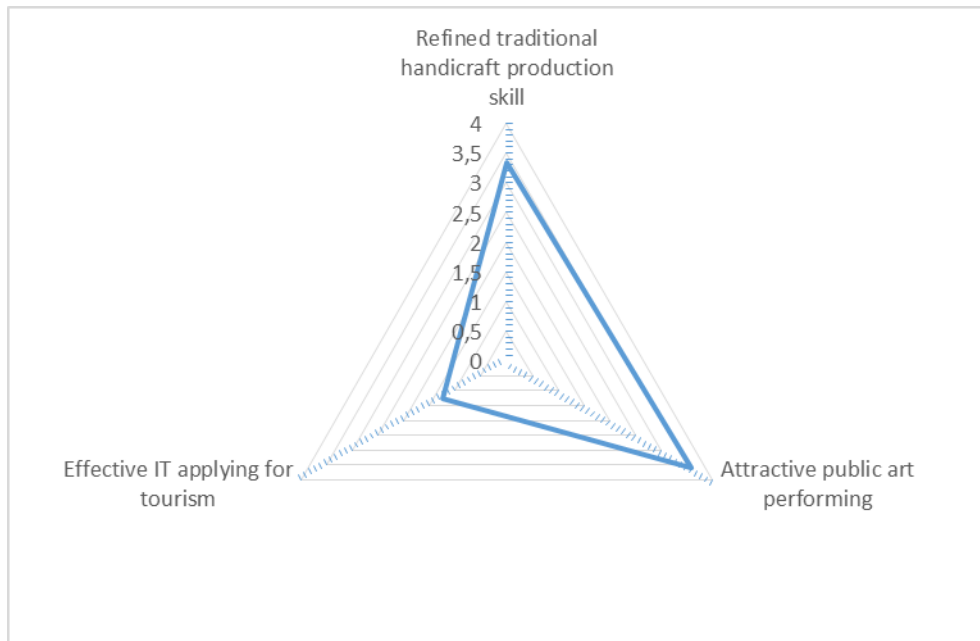 Refined traditional
handicraft production
skill
4
3,5
3
2,5
2
1,5
1
0,5
0
Effective IT applying for
tourism
Attractive public art
performing